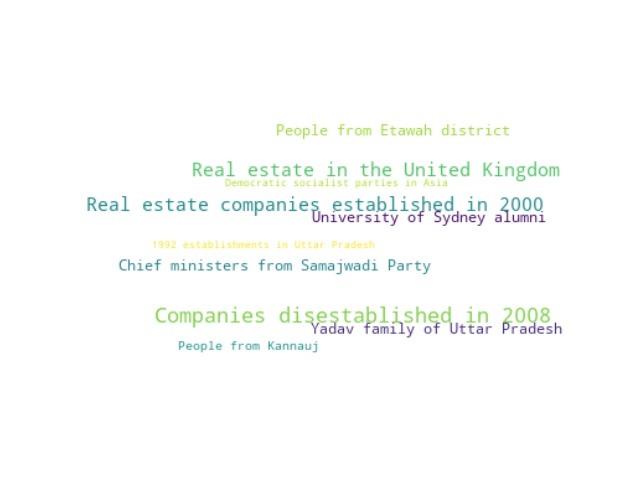 People from Etawah district
Real estate in the United Kingdom
Democratic socialist parties in Asia
Real estate companies established in 2000
University of Sydney alumni
1992 establishments in Uttar Pradesh
Chief ministers from Samajwadi Party
Companies disestablished in 2008
Yadav family of Uttar Pradesh
People from Kannauj